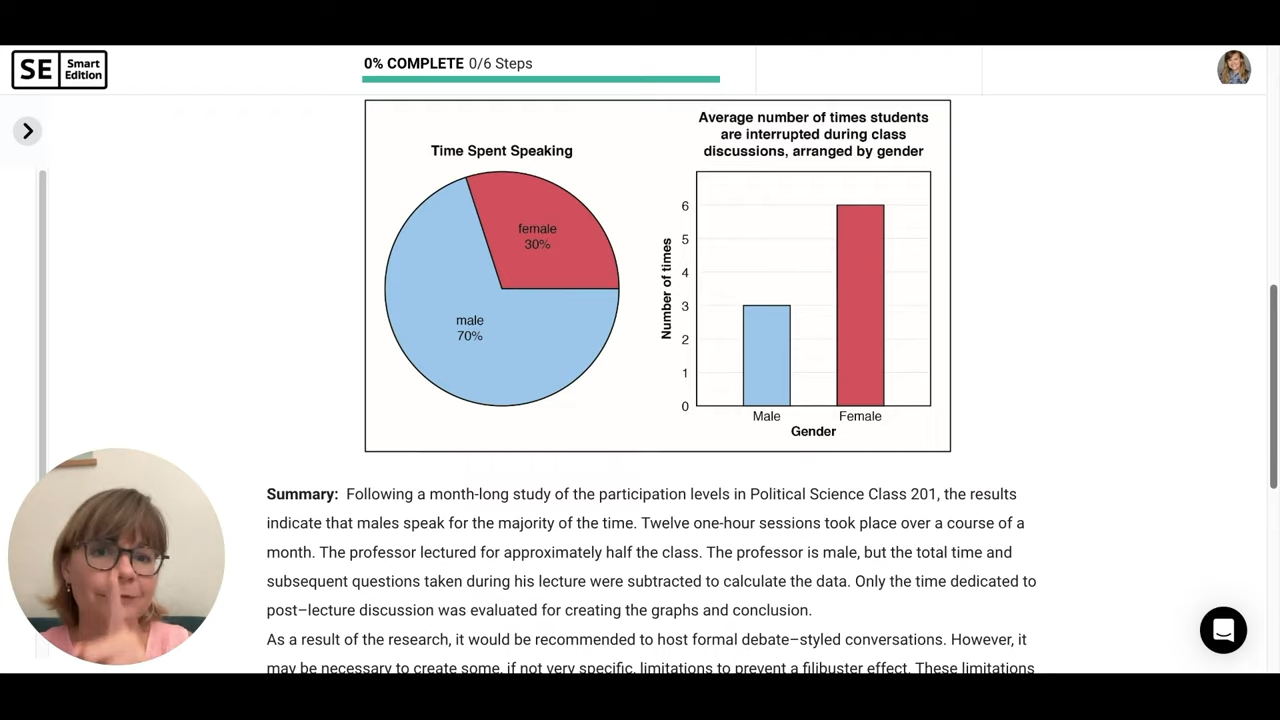 SE Smart Edition
0% COMPLETE 0/6 Steps
Time Spent Speaking
female
30%
male
70%
Average number of times students
are interrupted during class
discussions, arranged by gender
Number of times
6
5
4
3
2
1
0
Male Female
Gender
Summary: Following a month-long study of the participation levels in Political Science Class 201, the results
indicate that males speak for the majority of the time. Twelve one-hour sessions took place over a course of a
month. The professor lectured for approximately half the class. The professor is male, but the total time and
subsequent questions taken during his lecture were subtracted to calculate the data. Only the time dedicated to
post–lecture discussion was evaluated for creating the graphs and conclusion.
As a result of the research, it would be recommended to host formal debate–styled conversations. However, it
may be necessary to create some, if not very specific, limitations to prevent a filibuster effect. These limitations